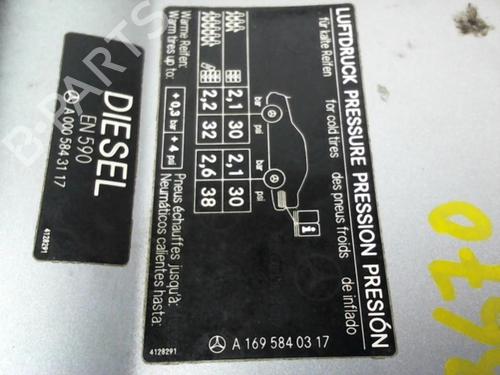 DIESEL
EN 590
A 000 584 31 17
4128291
LUFTDRUCK PRESSURE PRESSION PRESIÓN
für kalte Reifen for cold tires des pneus froids de inflado
bar 2,1 2,2
psi 30 32
bar 2,1 2,6
psi 30 38
Warme Reifen:
Warm tires up to:
+ 0,3 bar + 4 psi
Pneus échauffés jusqu'à:
Neumáticos calientes hasta:
4128291
A 169 584 03 17
B-PARTS